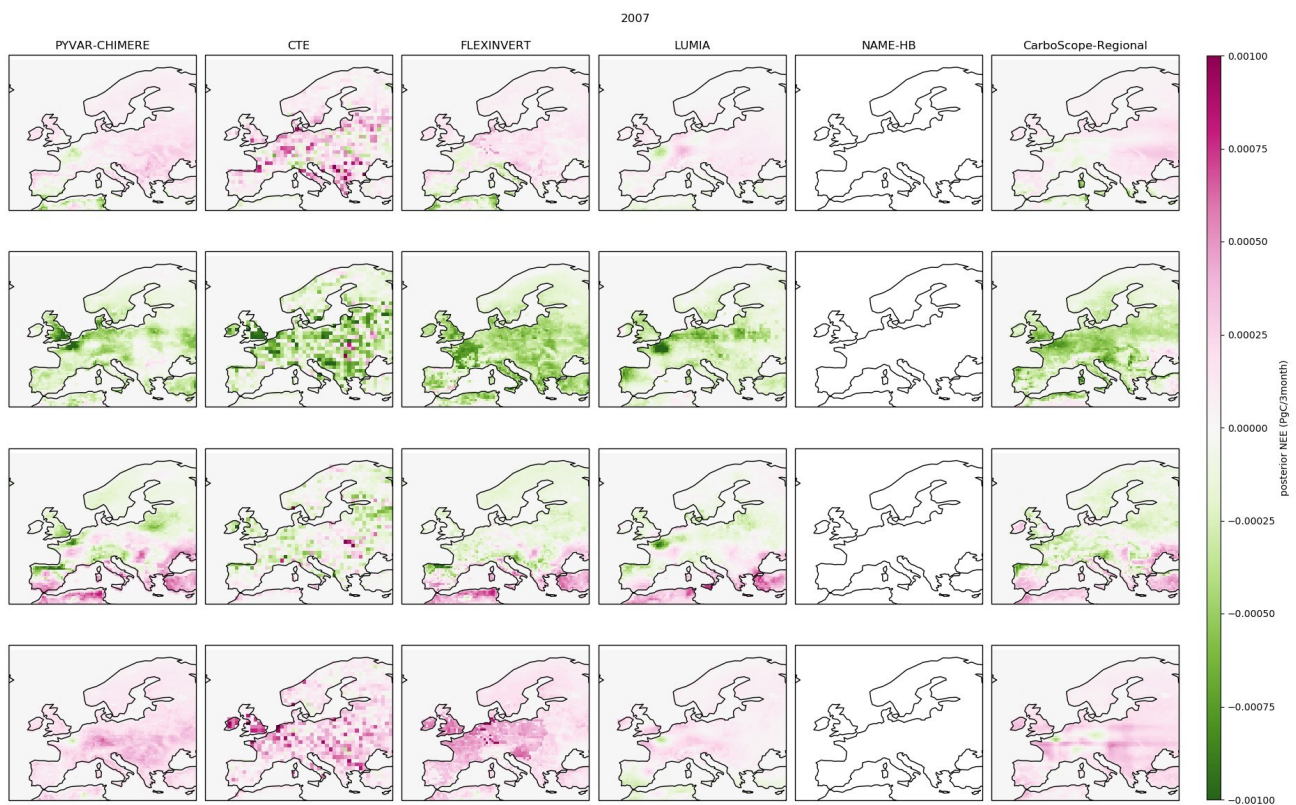 2007
PYVAR-CHIMERE
CTE
FLEXINVERT
LUMIA
NAME-HB
CarboScope-Regional
0.00100
0.00075
0.00050
0.00025
0.00000
−0.00025
−0.00050
−0.00075
−0.00100
posterior NEE (PgC/3month)